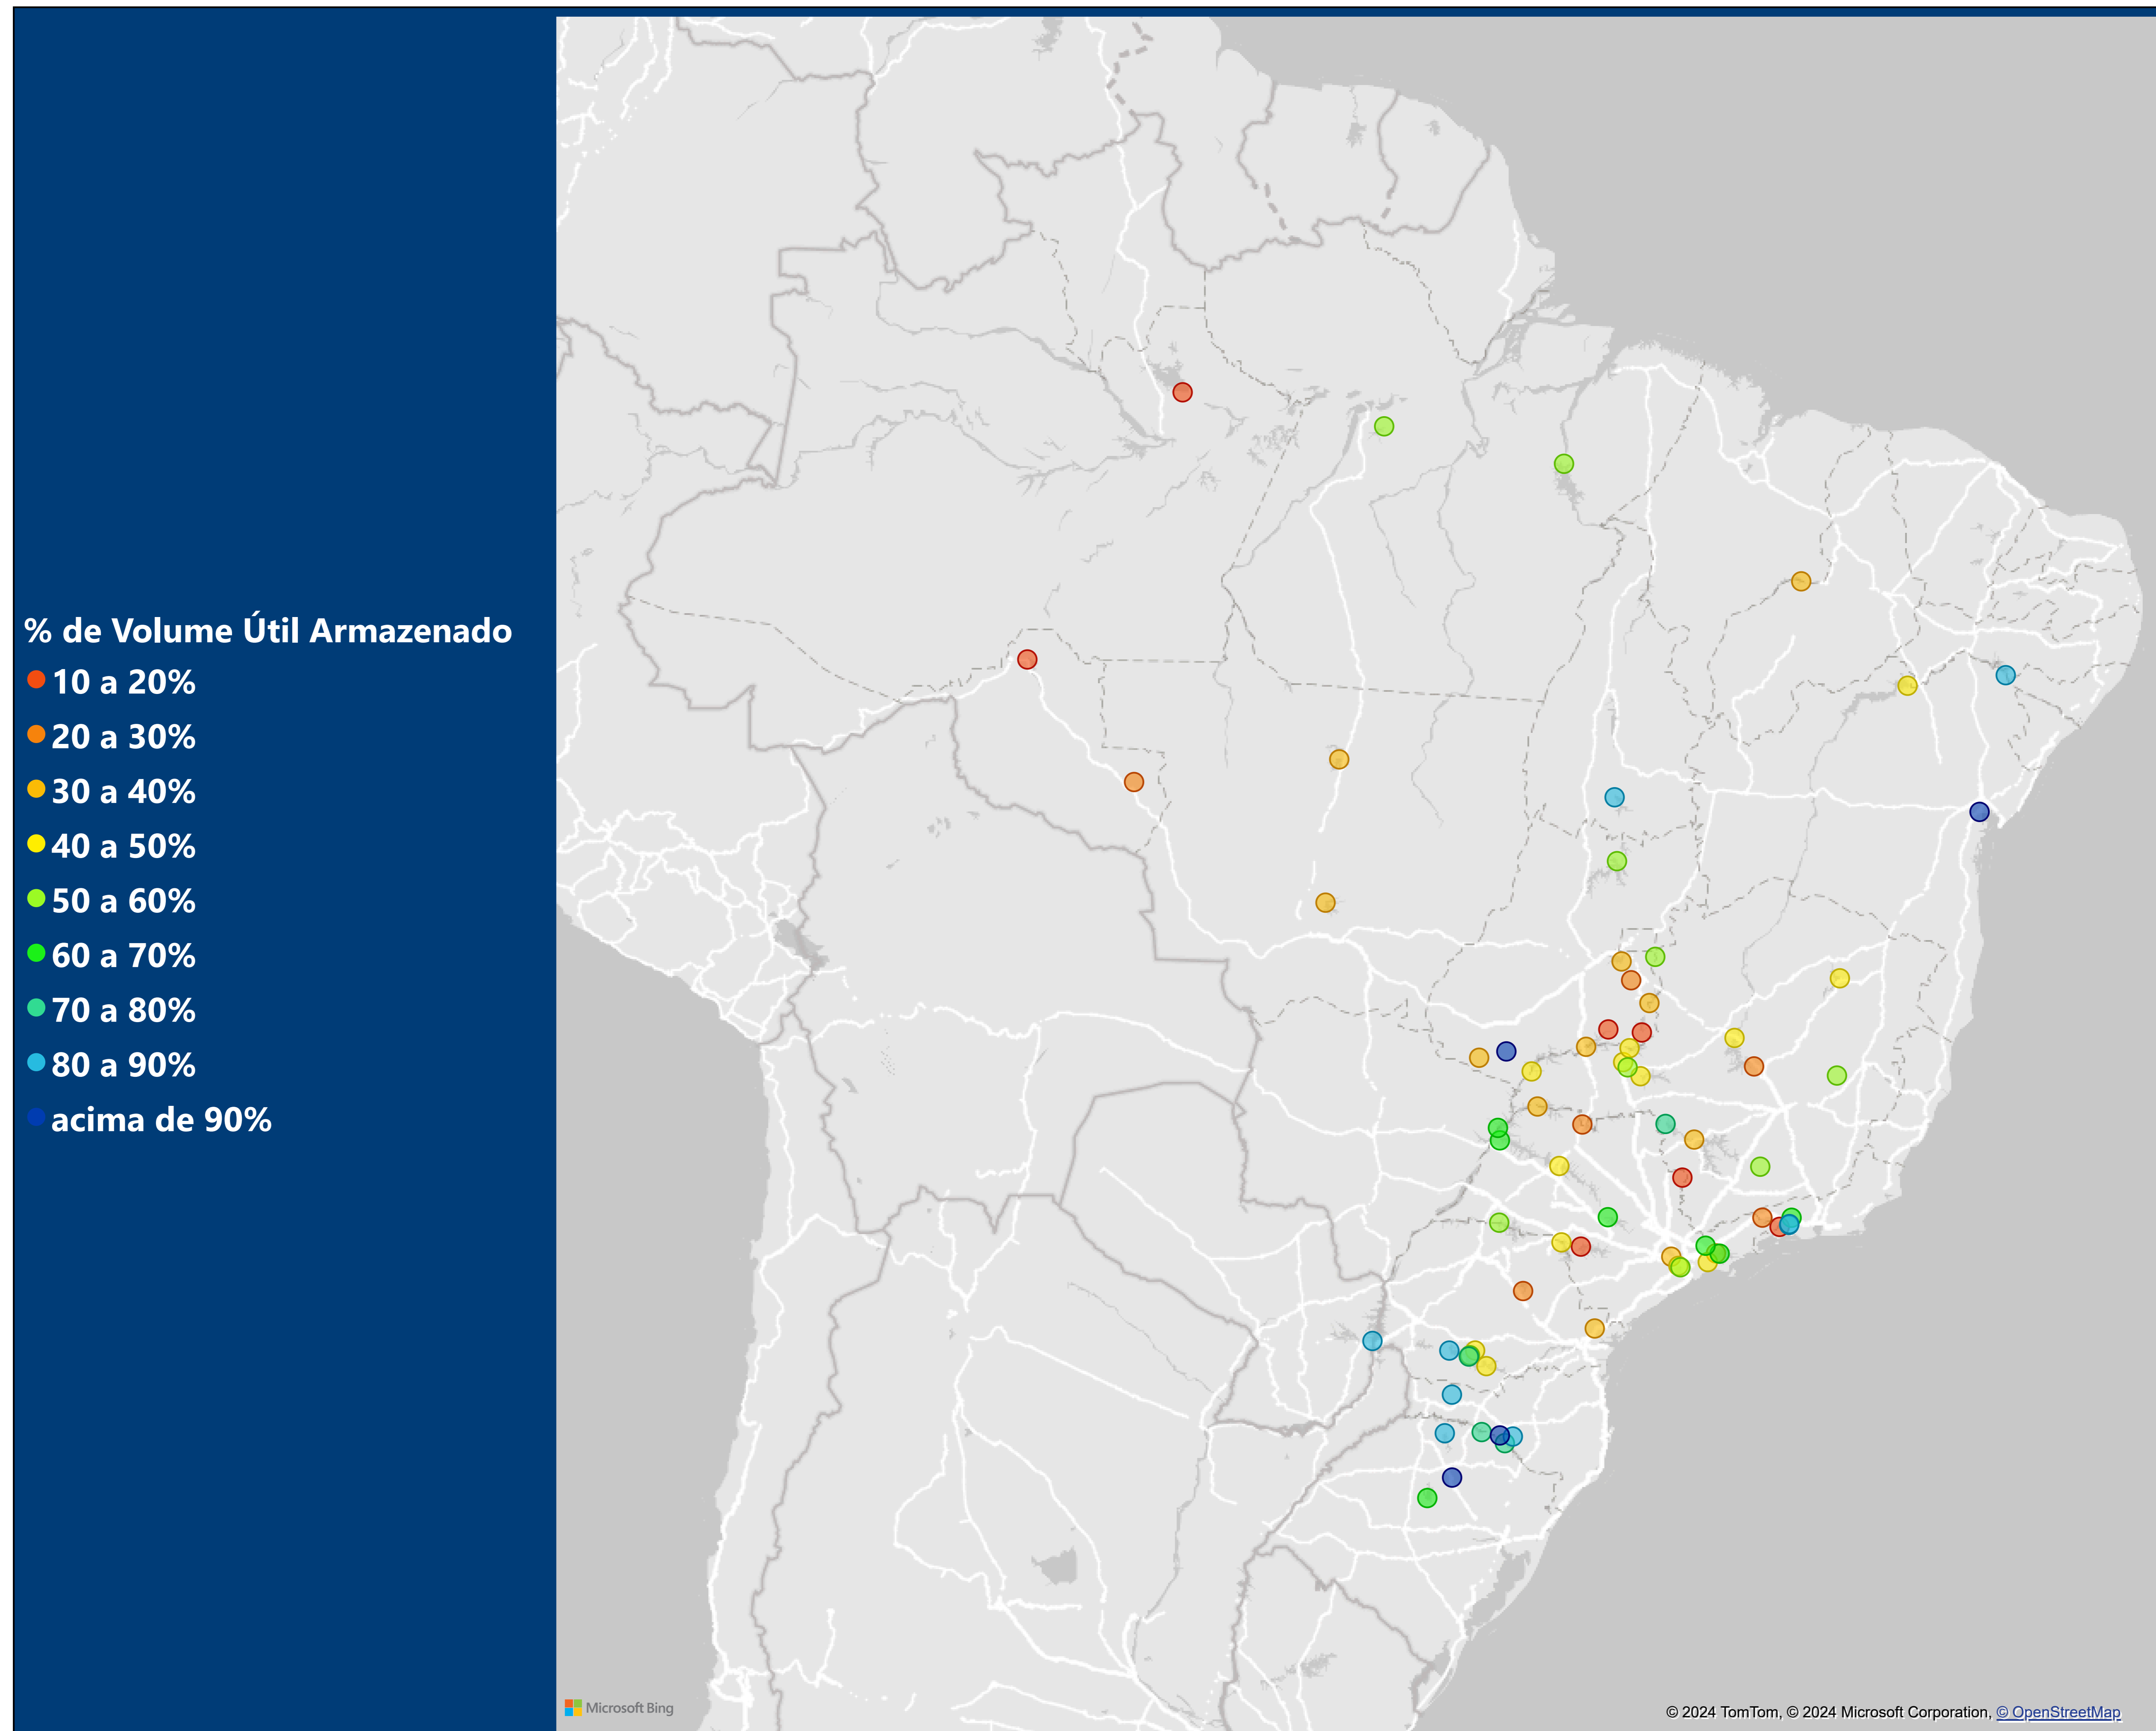 % de Volume Útil Armazenado
10 a 20%
20 a 30%
30 a 40%
40 a 50%
50 a 60%
60 a 70%
70 a 80%
80 a 90%
acima de 90%
Microsoft Bing
© 2024 TomTom, © 2024 Microsoft Corporation, © OpenStreetMap